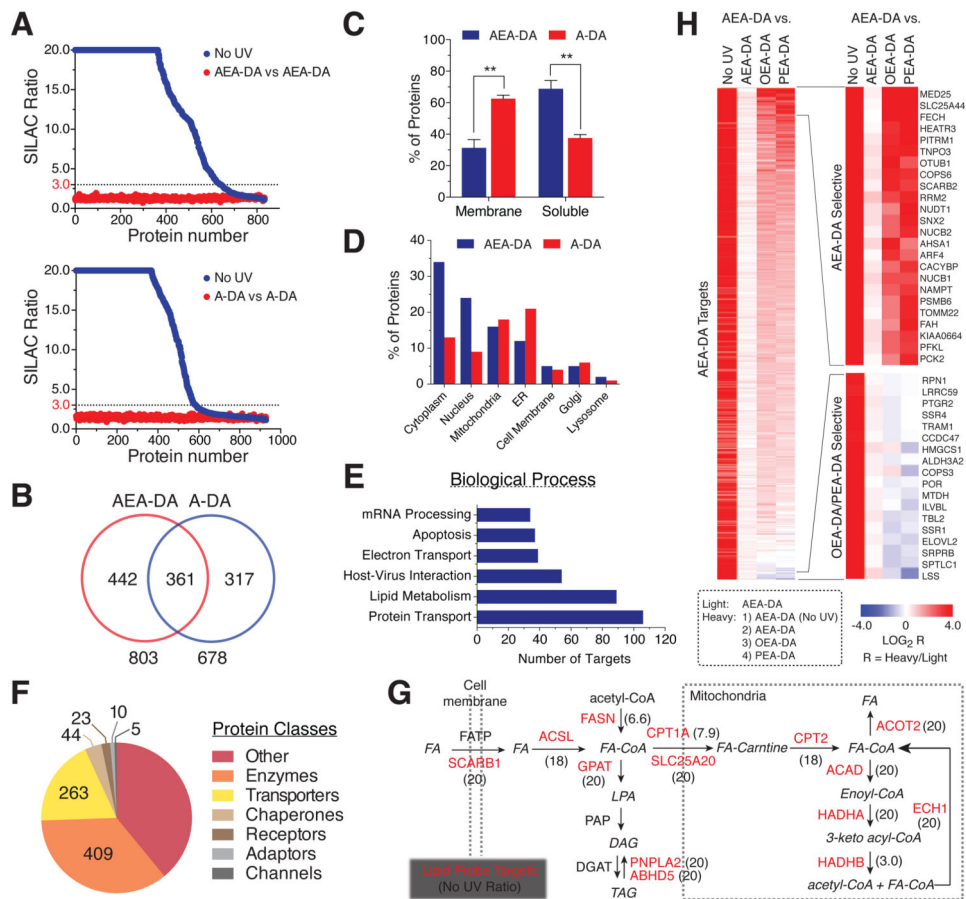 A
SILAC Ratio
20.0
15.0
10.0
5.0
3.0
0.0
No UV
AEA-DA vs AEA-DA
0 200 400 600 800
Protein number
SILAC Ratio
20.0
15.0
10.0
5.0
3.0
0.0
No UV
A-DA vs A-DA
0 200 400 600 800 1000
Protein number
B
AEA-DA A-DA
442 361 317
803 678
C
AEA-DA A-DA
% of Proteins
100
80
60
40
20
0
** **
Membrane Soluble
D
AEA-DA A-DA
% of Proteins
40
30
20
10
0
Cytoplasm
Nucleus
Mitochondria
ER
Cell Membrane
Golgi
Lysosome
E
Biological Process
mRNA Processing
Apoptosis
Electron Transport
Host-Virus Interaction
Lipid Metabolism
Protein Transport
0 20 40 60 80 100 120
Number of Targets
F
10
23 5
44
263
409
Protein Classes
Other
Enzymes
Transporters
Chaperones
Receptors
Adaptors
Channels
G
Cell membrane
FA
FATP
SCARB1
(20)
FA
ACSL
(18)
acetyl-CoA
FASN (6.6)
FA-CoA
GPAT
(20)
LPA
PAP
DAG
DGAT
PNPLA2 (20)
ABHD5 (20)
TAG
CPT1A (7.9)
SLC25A20
(20)
Mitochondria
FA-Carntine
CPT2
(18)
FA
ACOT2 (20)
FA-CoA
ACAD (20)
Enoyl-CoA
HADHA (20)
ECH1
(20)
3-keto acyl-CoA
HADHB (3.0)
acetyl-CoA + FA-CoA
Lipid Probe Targets
(No UV Ratio)
H
AEA-DA vs.
No UV
AEA-DA
OEA-DA
PEA-DA
AEA-DA vs.
No UV
AEA-DA
OEA-DA
PEA-DA
AEA-DA Targets
AEA-DA Selective
MED25
SLC25A44
FECH
HEATR3
PITRM1
TNPO3
OTUB1
COPS6
SCARB2
RRM2
NUDT1
SNX2
NUCB2
AHSA1
ARF4
CACYBP
NUCB1
NAMPT
PSMB6
TOMM22
FAH
KIAA0664
PFKL
PCK2
OEA-DA/PEA-DA Selective
RPN1
LRRC59
PTGR2
SSR4
TRAM1
CCDC47
HMGCS1
ALDH3A2
COPS3
POR
MTDH
ILVBL
TBL2
SSR1
ELOVL2
SRPRB
SPTLC1
LSS
Light: AEA-DA
Heavy: 1) AEA-DA (No UV)
2) AEA-DA
3) OEA-DA
4) PEA-DA
-4.0 0 4.0
LOG2 R
R = Heavy/Light